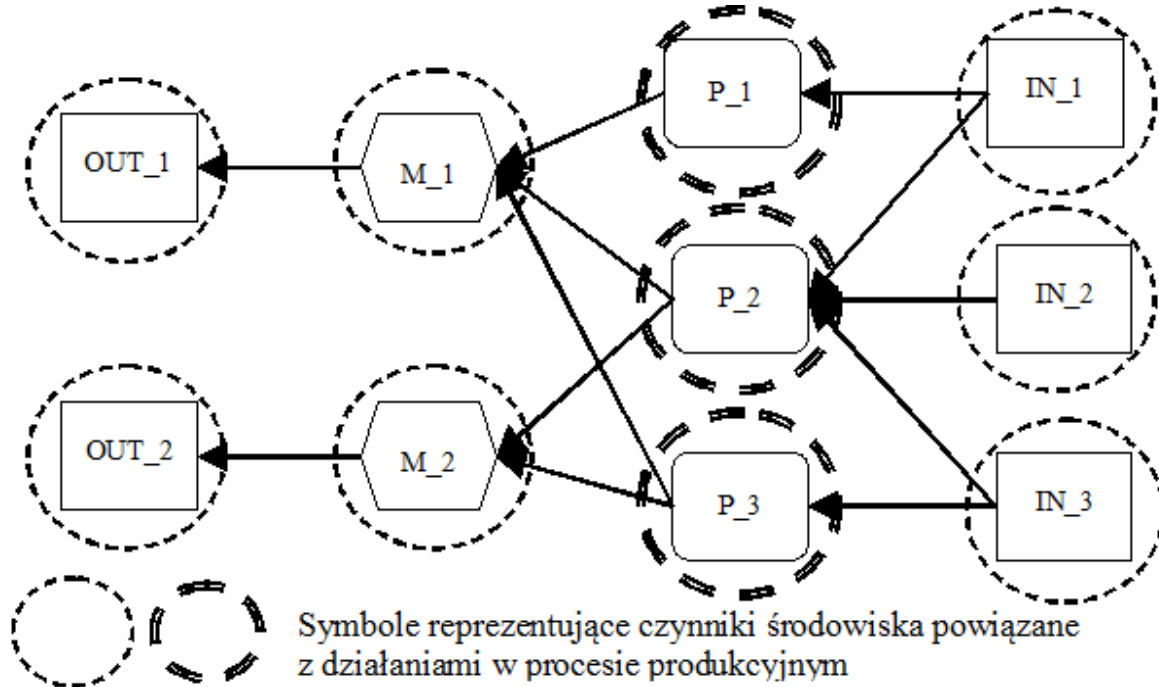 P_1
IN_1
OUT_1
M_1
P_2
IN_2
OUT_2
M_2
P_3
IN_3
Symbole reprezentujące czynniki środowiska powiązane
z działaniami w procesie produkcyjnym